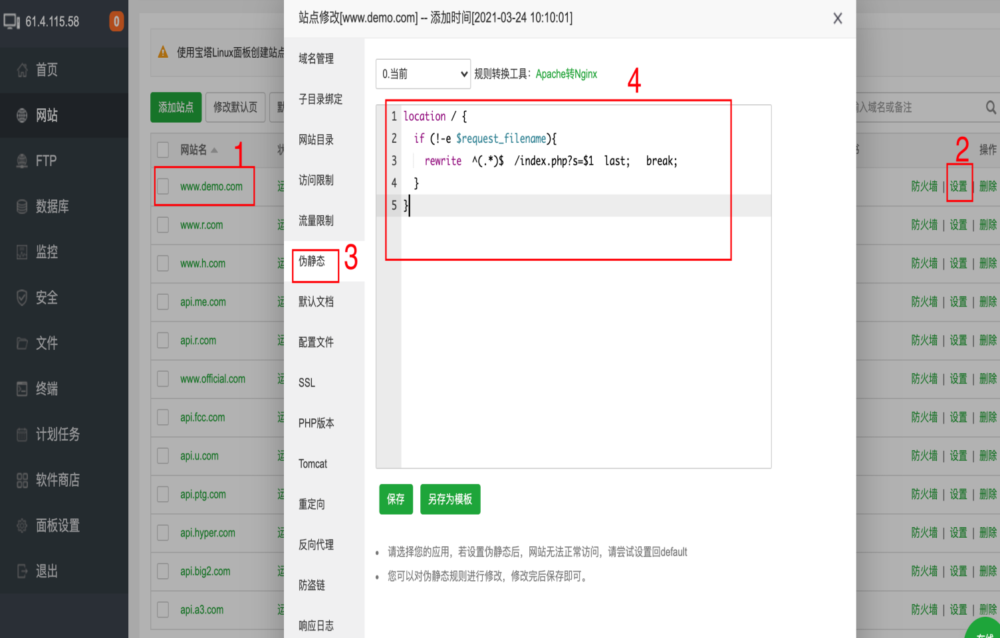 61.4.115.58
0
首页
网站
FTP
数据库
监控
安全
文件
终端
计划任务
软件商店
面板设置
退出
使用宝塔Linux面板创建站点
添加站点
修改默认页
网站名
1
www.demo.com
www.r.com
www.h.com
api.me.com
api.r.com
www.official.com
api.fcc.com
api.u.com
api.ptg.com
api.hyper.com
api.big2.com
api.a3.com
站点修改[www.demo.com] -- 添加时间[2021-03-24 10:10:01]
X
域名管理
子目录绑定
网站目录
访问限制
流量限制
伪静态
3
默认文档
配置文件
SSL
PHP版本
Tomcat
重定向
反向代理
防盗链
响应日志
0.当前
规则转换工具：Apache转Nginx
4
1 location / {
2 if (!-e $request_filename){
3 rewrite ^(.*)$ /index.php?s=$1 last; break;
4 }
5 }
保存
另存为模板
• 请选择您的应用，若设置伪静态后，网站无法正常访问，请尝试设置回default
• 您可以对伪静态规则进行修改，修改完后保存即可。
入域名或备注
2
操作
防火墙 | 设置 | 删除
防火墙 | 设置 | 删除
防火墙 | 设置 | 删除
防火墙 | 设置 | 删除
防火墙 | 设置 | 删除
防火墙 | 设置 | 删除
防火墙 | 设置 | 删除
防火墙 | 设置 | 删除
防火墙 | 设置 | 删除
防火墙 | 设置 | 删除
防火墙 | 设置 | 删除
防火墙 | 设置 | 删除